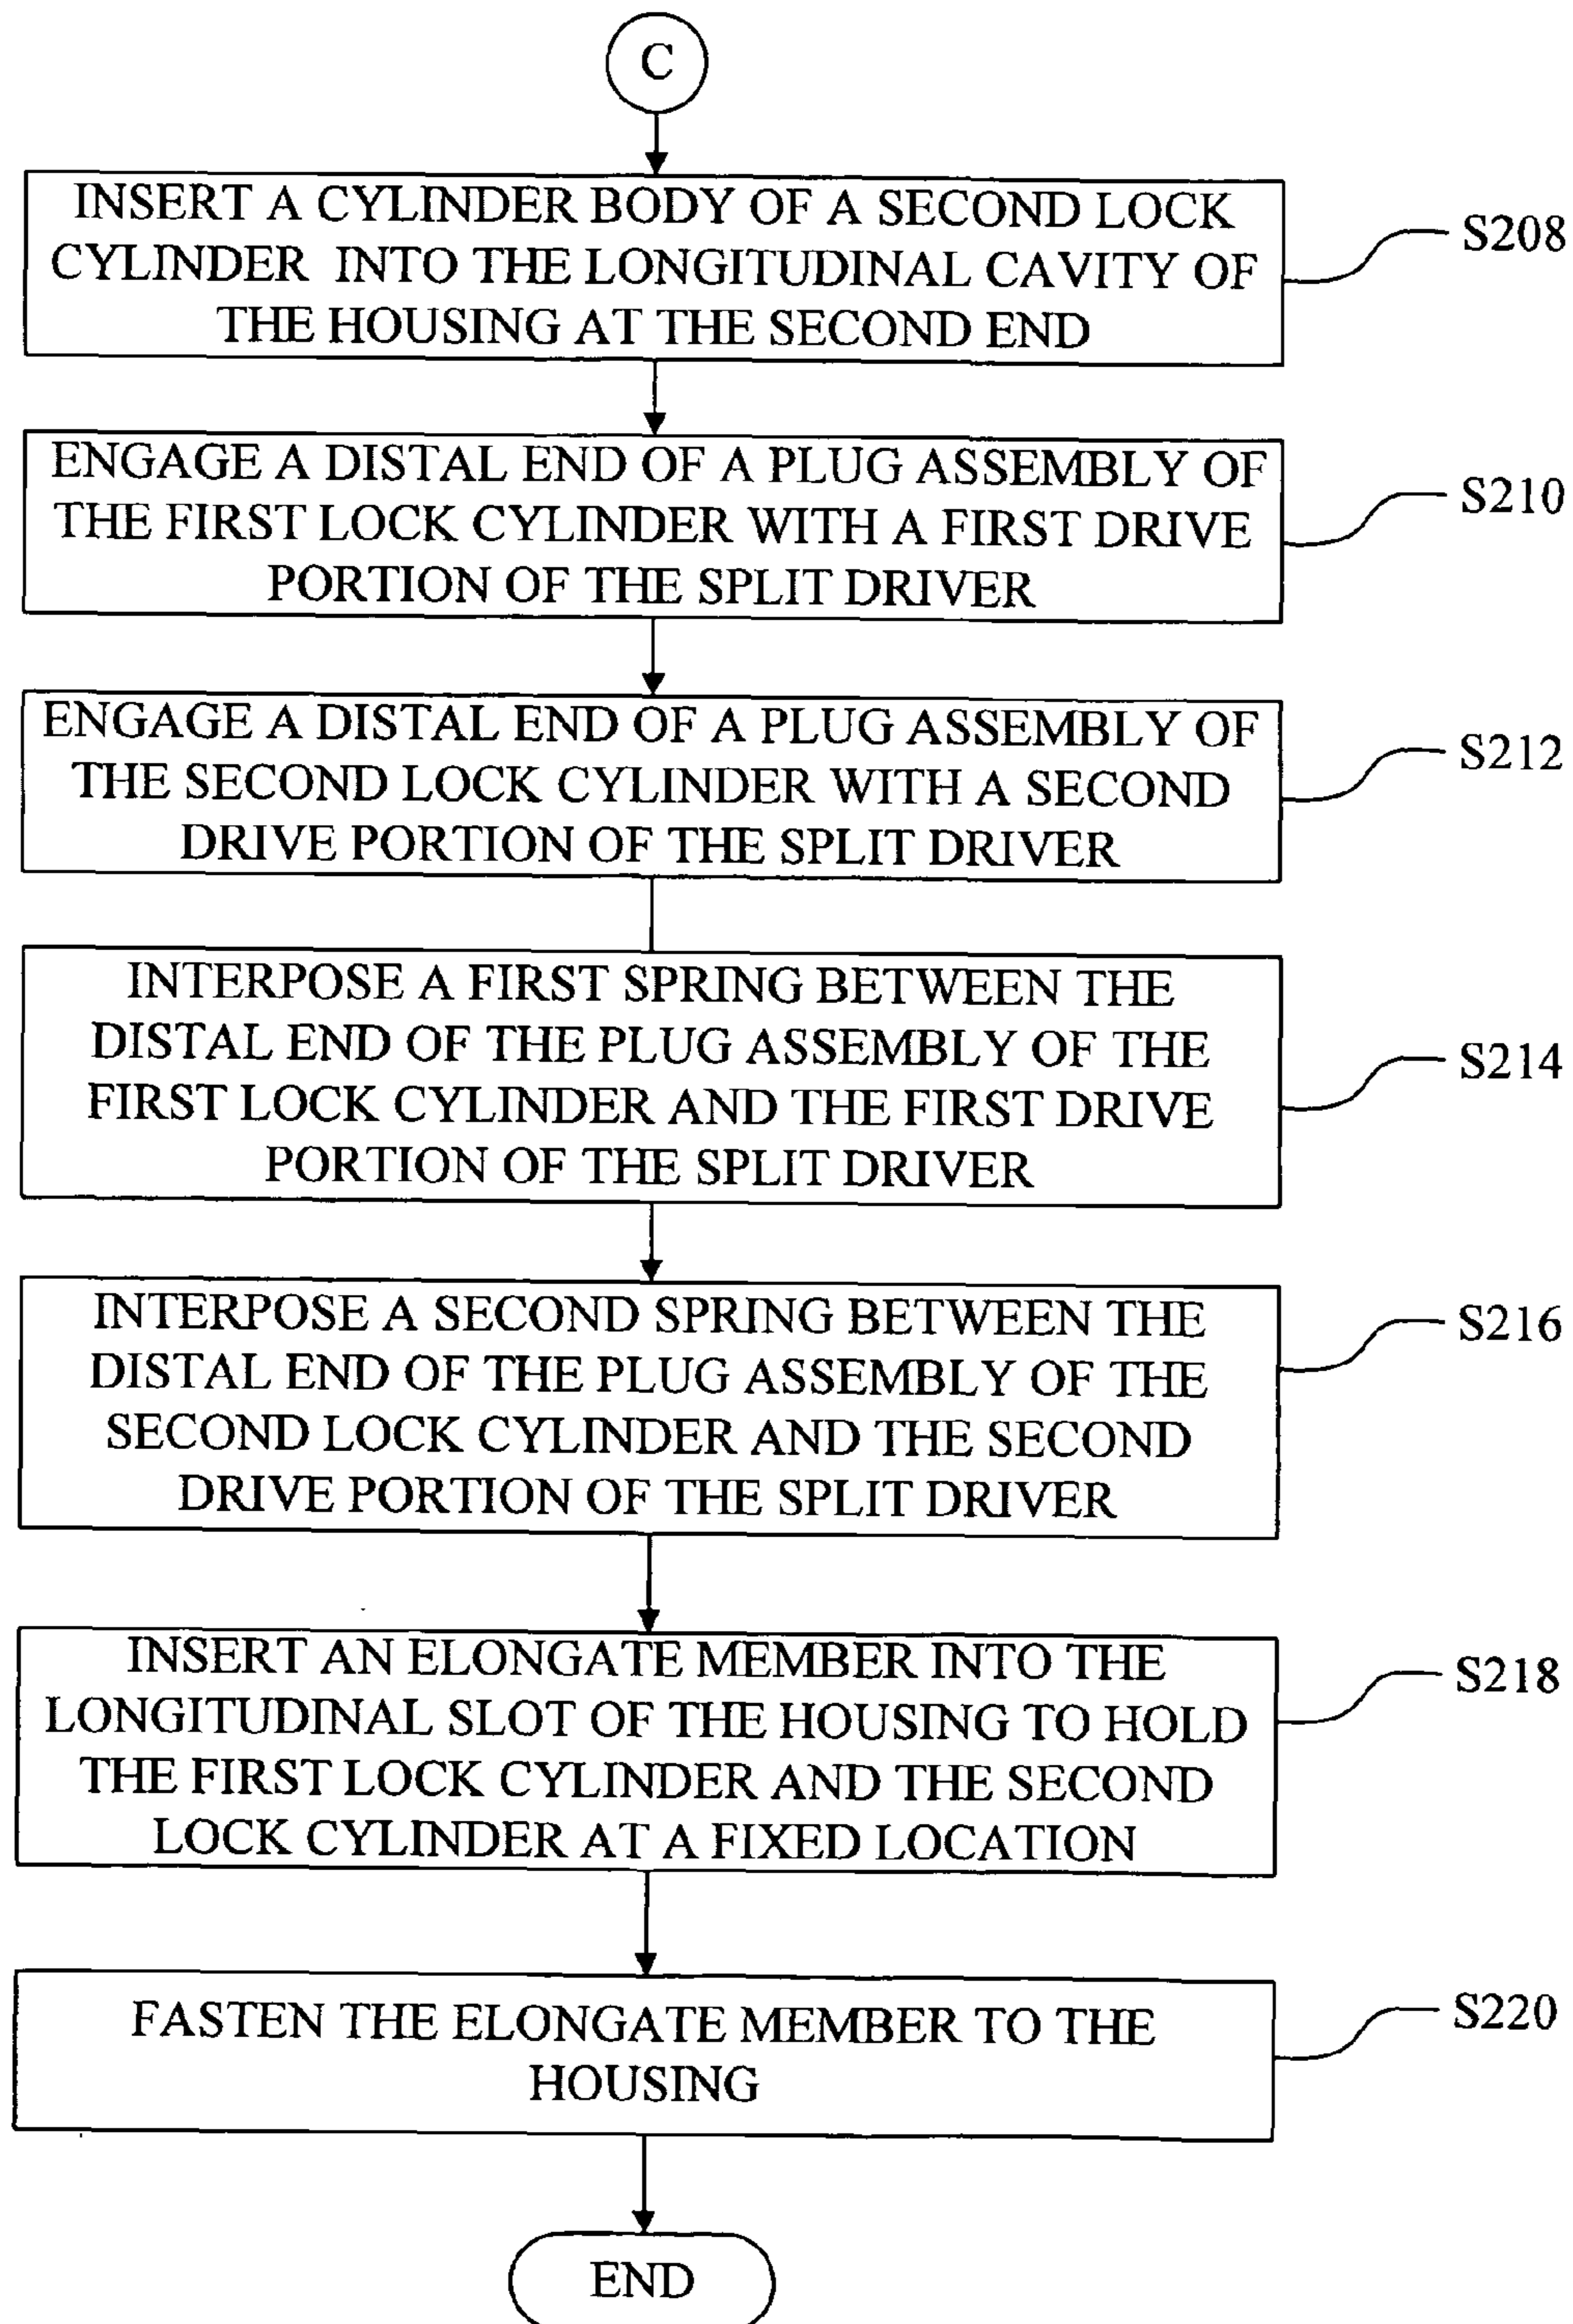 C
INSERT A CYLINDER BODY OF A SECOND LOCK
CYLINDER INTO THE LONGITUDINAL CAVITY OF
THE HOUSING AT THE SECOND END
S208
ENGAGE A DISTAL END OF A PLUG ASSEMBLY OF
THE FIRST LOCK CYLINDER WITH A FIRST DRIVE
PORTION OF THE SPLIT DRIVER
S210
ENGAGE A DISTAL END OF A PLUG ASSEMBLY OF
THE SECOND LOCK CYLINDER WITH A SECOND
DRIVE PORTION OF THE SPLIT DRIVER
S212
INTERPOSE A FIRST SPRING BETWEEN THE
DISTAL END OF THE PLUG ASSEMBLY OF THE
FIRST LOCK CYLINDER AND THE FIRST DRIVE
PORTION OF THE SPLIT DRIVER
S214
INTERPOSE A SECOND SPRING BETWEEN THE
DISTAL END OF THE PLUG ASSEMBLY OF THE
SECOND LOCK CYLINDER AND THE SECOND
DRIVE PORTION OF THE SPLIT DRIVER
S216
INSERT AN ELONGATE MEMBER INTO THE
LONGITUDINAL SLOT OF THE HOUSING TO HOLD
THE FIRST LOCK CYLINDER AND THE SECOND
LOCK CYLINDER AT A FIXED LOCATION
S218
FASTEN THE ELONGATE MEMBER TO THE
HOUSING
S220
END